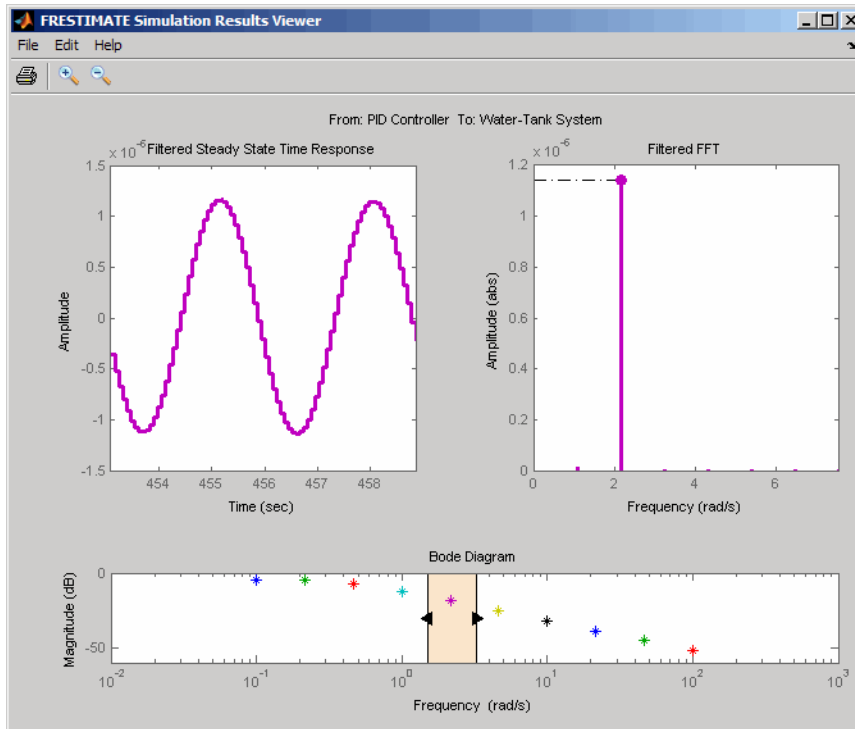 FRESTIMATE Simulation Results Viewer
File Edit Help
From: PID Controller To: Water-Tank System
x 10^-6 Filtered Steady State Time Response
1.5
1
0.5
0
-0.5
-1
-1.5
Amplitude
454 455 456 457 458
Time (sec)
x 10^-6 Filtered FFT
1.2
1
0.8
0.6
0.4
0.2
0
Amplitude (abs)
0 2 4 6
Frequency (rad/s)
Bode Diagram
0
-50
Magnitude (dB)
10^-2 10^-1 10^0 10^1 10^2 10^3
Frequency (rad/s)